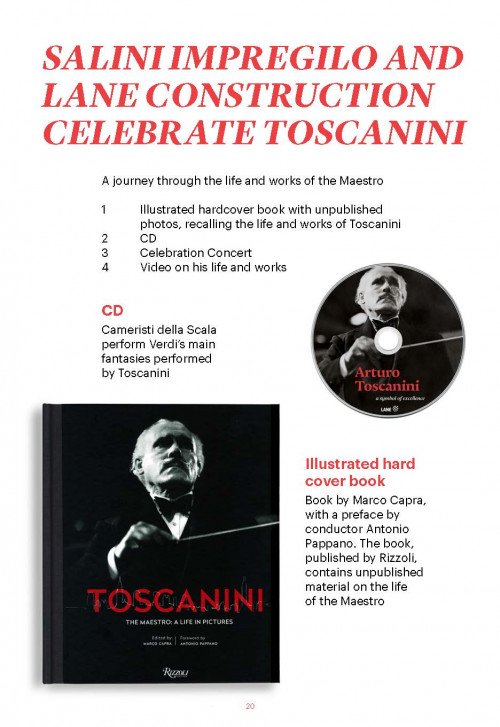 SALINI IMPREGILO AND
LANE CONSTRUCTION
CELEBRATE TOSCANINI
A journey through the life and works of the Maestro
1 Illustrated hardcover book with unpublished
photos, recalling the life and works of Toscanini
2 CD
3 Celebration Concert
4 Video on his life and works
CD
Cameristi della Scala
perform Verdi's main
fantasies performed
by Toscanini
Arturo
Toscanini
a symbol of excellence
LANE
Illustrated hard
cover book
Book by Marco Capra,
with a preface by
conductor Antonio
Pappano. The book,
published by Rizzoli,
contains unpublished
material on the life
of the Maestro
TOSCANINI
THE MAESTRO: A LIFE IN PICTURES
Edited by Foreword by
MARCO CAPRA ANTONIO PAPPANO
RIZZOLI
20